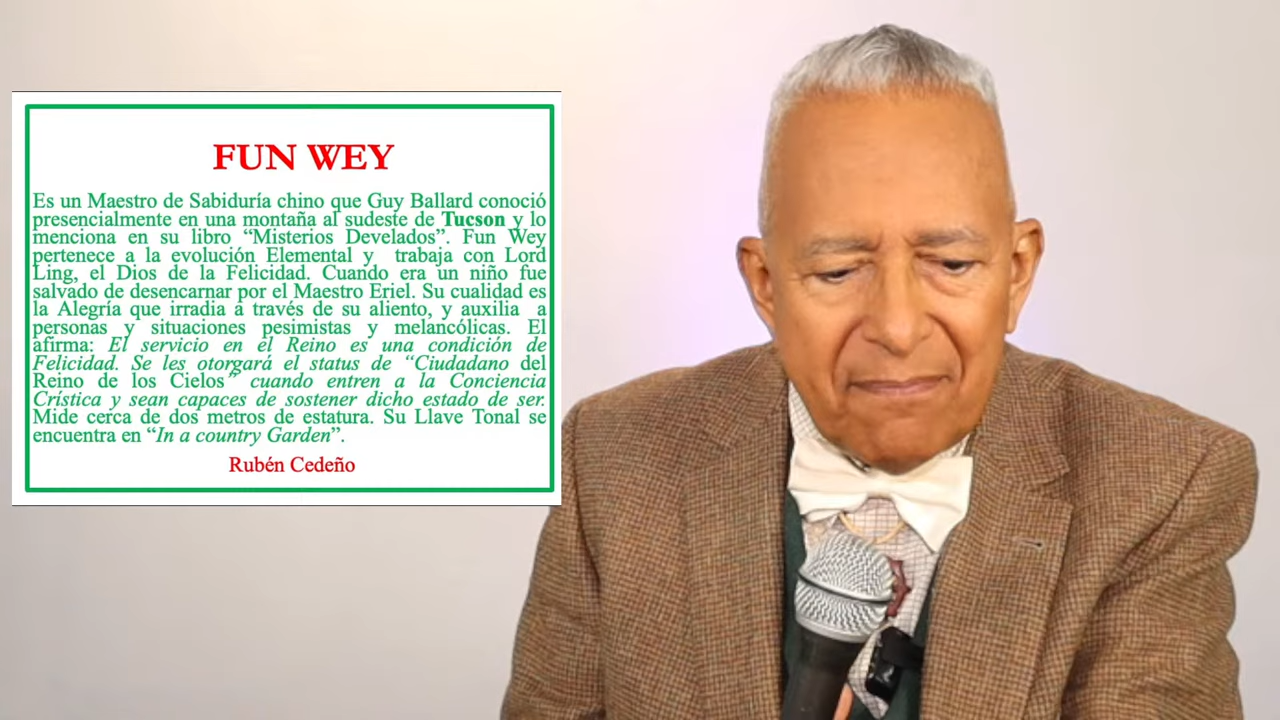 FUN WEY
Es un Maestro de Sabiduría chino que Guy Ballard conoció
presencialmente en una montaña al sudeste de Tucson y lo
menciona en su libro “Misterios Develados”. Fun Wey
pertenece a la evolución Elemental y trabaja con Lord
Ling, el Dios de la Felicidad. Cuando era un niño fue
salvado de desencarnar por el Maestro Eriel. Su cualidad es
la Alegría que irradia a través de su aliento, y auxilia a
personas y situaciones pesimistas y melancólicas. El
afirma: El servicio en el Reino es una condición de
Felicidad. Se les otorgará el status de “Ciudadano del
Reino de los Cielos” cuando entren a la Conciencia
Crística y sean capaces de sostener dicho estado de ser.
Mide cerca de dos metros de estatura. Su Llave Tonal se
encuentra en “In a country Garden”.
Rubén Cedeño